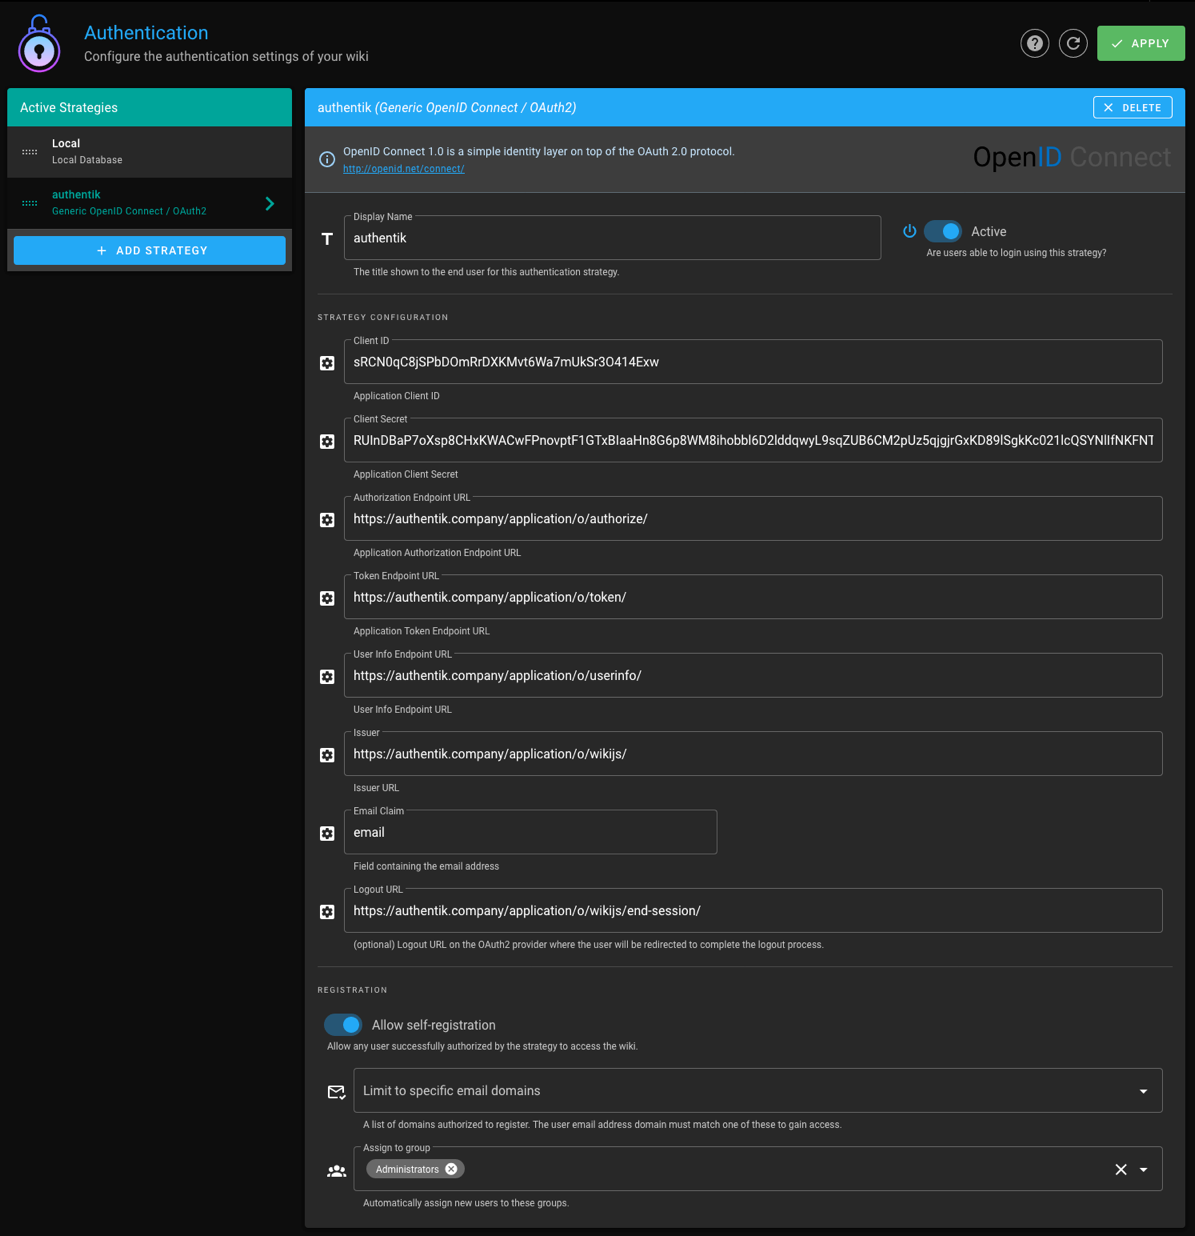 Authentication
Configure the authentication settings of your wiki
APPLY
Active Strategies
Local
Local Database
authentik
Generic OpenID Connect / OAuth2
ADD STRATEGY
authentik (Generic OpenID Connect / OAuth2)
DELETE
OpenID Connect 1.0 is a simple identity layer on top of the OAuth 2.0 protocol.
http://openid.net/connect/
OpenID Connect
Display Name
authentik
The title shown to the end user for this authentication strategy.
Active
Are users able to login using this strategy?
STRATEGY CONFIGURATION
Client ID
sRCN0qC8jSPbDOmRrDXKMvt6Wa7mUkSr3O414Exw
Application Client ID
Client Secret
Application Client Secret
Authorization Endpoint URL
https://authentik.company/application/o/authorize/
Application Authorization Endpoint URL
Token Endpoint URL
https://authentik.company/application/o/token/
Application Token Endpoint URL
User Info Endpoint URL
https://authentik.company/application/o/userinfo/
User Info Endpoint URL
Issuer
https://authentik.company/application/o/wikijs/
Issuer URL
Email Claim
email
Field containing the email address
Logout URL
https://authentik.company/application/o/wikijs/end-session/
(optional) Logout URL on the OAuth2 provider where the user will be redirected to complete the logout process.
REGISTRATION
Allow self-registration
Allow any user successfully authorized by the strategy to access the wiki.
Limit to specific email domains
A list of domains authorized to register. The user email address domain must match one of these to gain access.
Assign to group
Administrators
Automatically assign new users to these groups.